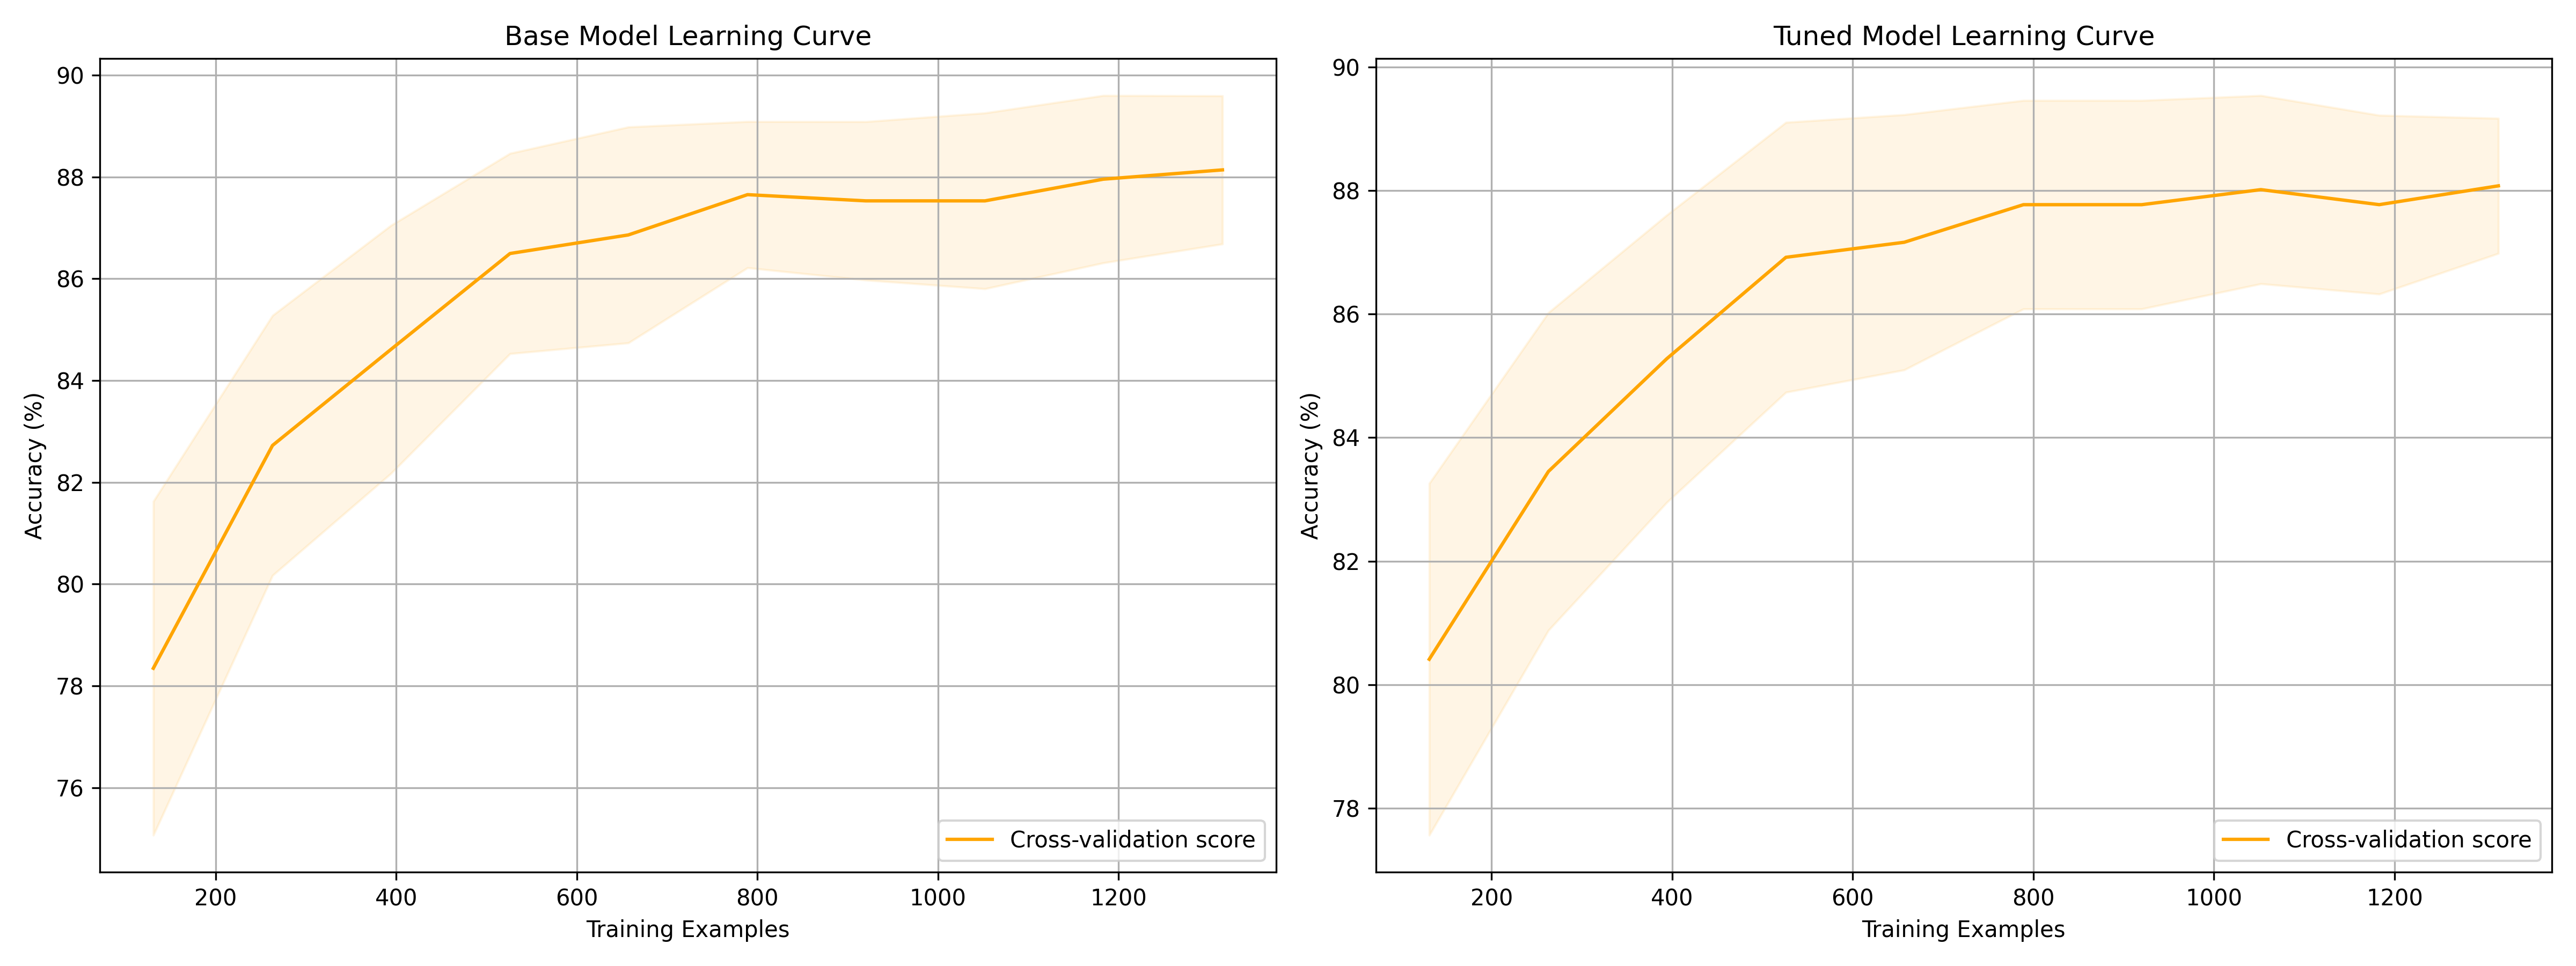 Base Model Learning Curve
90
88
86
84
82
80
78
76
Accuracy (%)
200 400 600 800 1000 1200
Training Examples
Cross-validation score
Tuned Model Learning Curve
90
88
86
84
82
80
78
Accuracy (%)
200 400 600 800 1000 1200
Training Examples
Cross-validation score